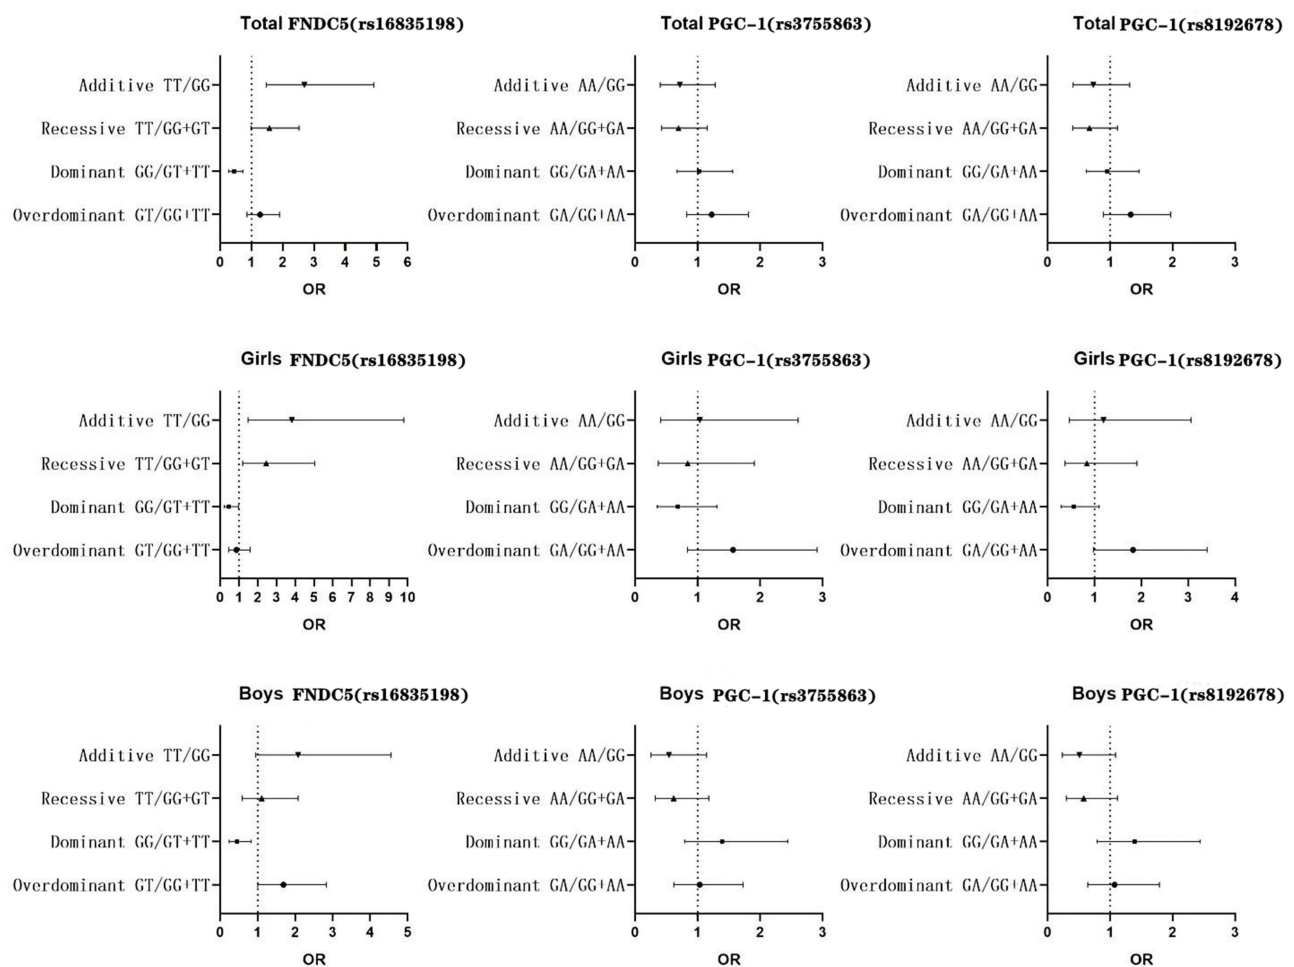 Total FNDC5(rs16835198)
Additive TT/GG
Recessive TT/GG+GT
Dominant GG/GT+TT
Overdominant GT/GG+TT
0 1 2 3 4 5 6
OR
Total PGC-1(rs3755863)
Additive AA/GG
Recessive AA/GG+GA
Dominant GG/GA+AA
Overdominant GA/GG+AA
0 1 2 3
OR
Total PGC-1(rs8192678)
Additive AA/GG
Recessive AA/GG+GA
Dominant GG/GA+AA
Overdominant GA/GG+AA
0 1 2 3
OR
Girls FNDC5(rs16835198)
Additive TT/GG
Recessive TT/GG+GT
Dominant GG/GT+TT
Overdominant GT/GG+TT
0 1 2 3 4 5 6 7 8 9 10
OR
Girls PGC-1(rs3755863)
Additive AA/GG
Recessive AA/GG+GA
Dominant GG/GA+AA
Overdominant GA/GG+AA
0 1 2 3
OR
Girls PGC-1(rs8192678)
Additive AA/GG
Recessive AA/GG+GA
Dominant GG/GA+AA
Overdominant GA/GG+AA
0 1 2 3 4
OR
Boys FNDC5(rs16835198)
Additive TT/GG
Recessive TT/GG+GT
Dominant GG/GT+TT
Overdominant GT/GG+TT
0 1 2 3 4 5
OR
Boys PGC-1(rs3755863)
Additive AA/GG
Recessive AA/GG+GA
Dominant GG/GA+AA
Overdominant GA/GG+AA
0 1 2 3
OR
Boys PGC-1(rs8192678)
Additive AA/GG
Recessive AA/GG+GA
Dominant GG/GA+AA
Overdominant GA/GG+AA
0 1 2 3
OR